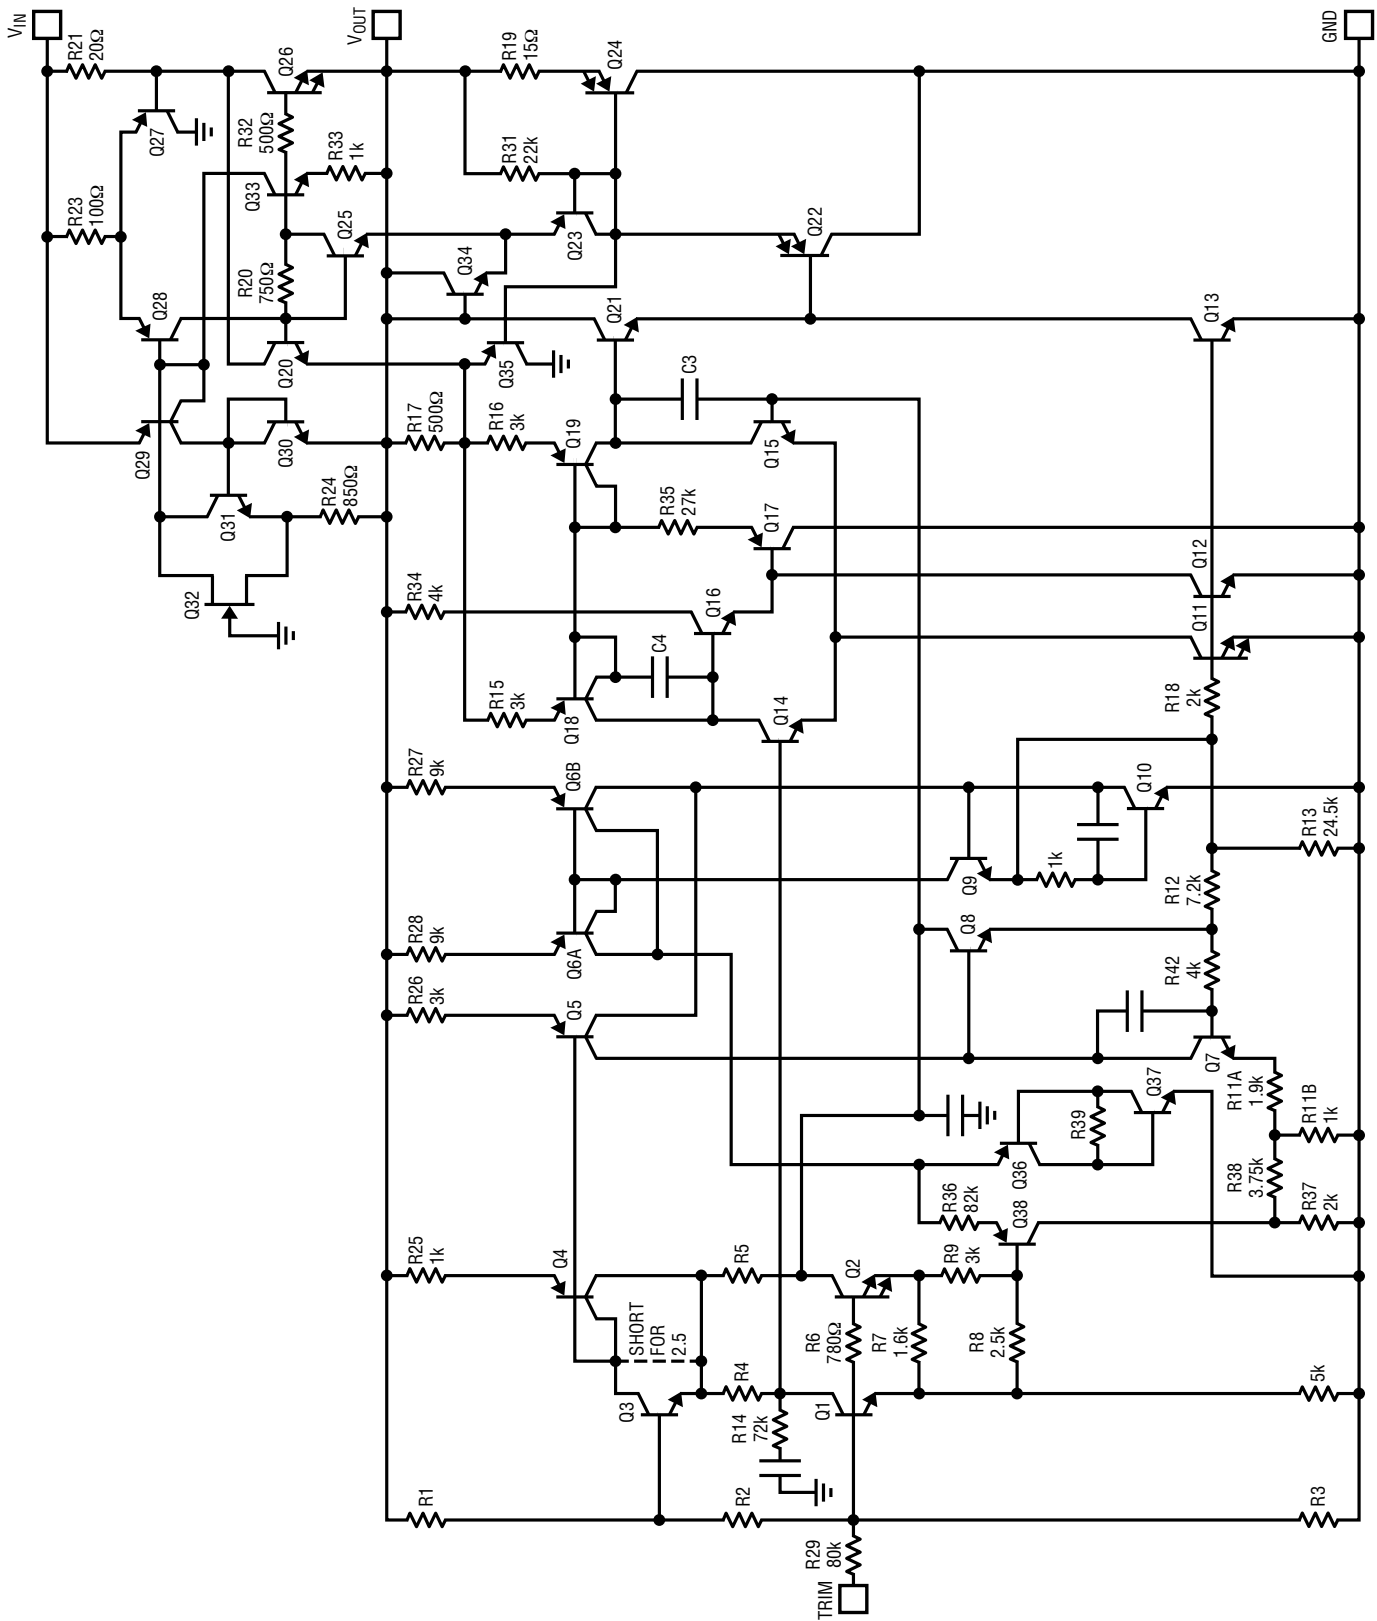 VIN
R23
100Ω
R21
20Ω
Q29
Q28
Q27
Q32
Q31
R20
750Ω
R32
500Ω
Q33
Q30
Q20
Q26
R24
850Ω
R33
1k
Q25
VOUT
R1
R25
1k
R26
3k
R28
9k
R27
9k
R34
4k
R17
500Ω
Q34
R15
3k
R16
3k
Q35
R31
22k
R19
15Ω
Q4
Q5
Q6A
Q6B
Q18
Q19
Q23
Q21
Q24
Q3
SHORT
FOR
2.5
C4
R35
27k
C3
Q16
R2
R14
72k
R4
R5
Q14
Q17
Q15
TRIM
R29
80k
Q1
R6
780Ω
Q2
R7
1.6k
Q22
R8
2.5k
R9
3k
R36
82k
Q38
Q36
Q8
Q9
1k
R39
Q37
Q10
R42
4k
R12
7.2k
R18
2k
Q11
Q12
Q13
Q7
R38
3.75k
R11A
1.9k
R3
5k
R37
2k
R11B
1k
R13
24.5k
GND